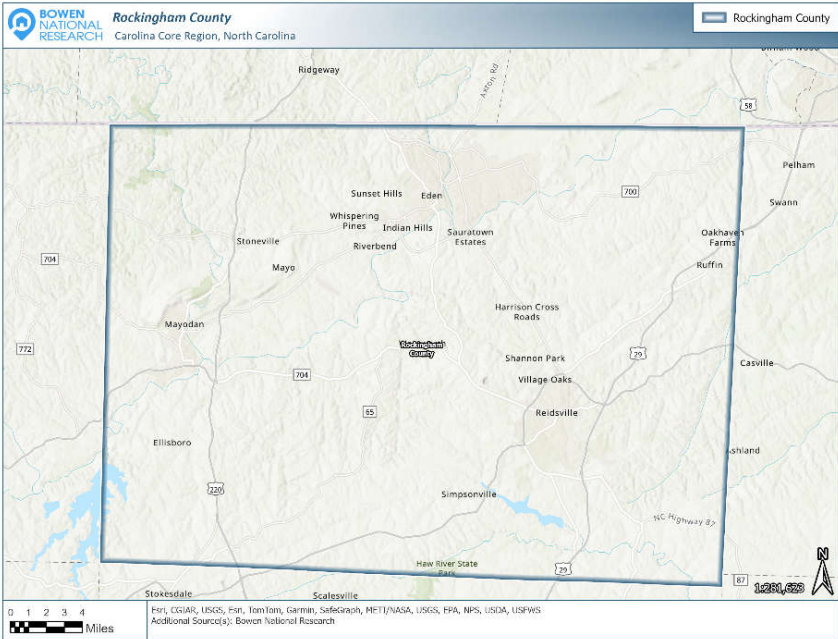 BOWEN
NATIONAL
RESEARCH
Rockingham County
Carolina Core Region, North Carolina
Rockingham County
Ridgeway
Axton Rd
58
Pelham
Sunset Hills
Eden
700
Swann
Whispering
Pines
Indian Hills
Sauratown
Estates
Oakhaven
Farms
Stoneville
Riverbend
704
Mayo
Ruffin
Harrison Cross
Roads
Mayodan
Rockingham
County
772
Shannon Park
29
Casville
704
Village Oaks
65
Reidsville
Ellisboro
Ashland
220
Simpsonville
NC Highway 87
Haw River State
Park
29
87
N
1:281,623
Stokesdale
Scalesville
0 1 2 3 4
Miles
Esri, CGIAR, USGS, Esri, TomTom, Garmin, SafeGraph, METI/NASA, USGS, EPA, NPS, USDA, USFWS
Additional Source(s): Bowen National Research